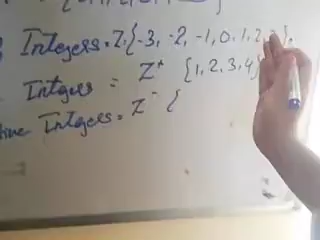 Integers = Z {-3, -2, -1, 0, 1, 2, }.
Integers = Z⁺ {1, 2, 3, 4}
Integers = Z⁻ {